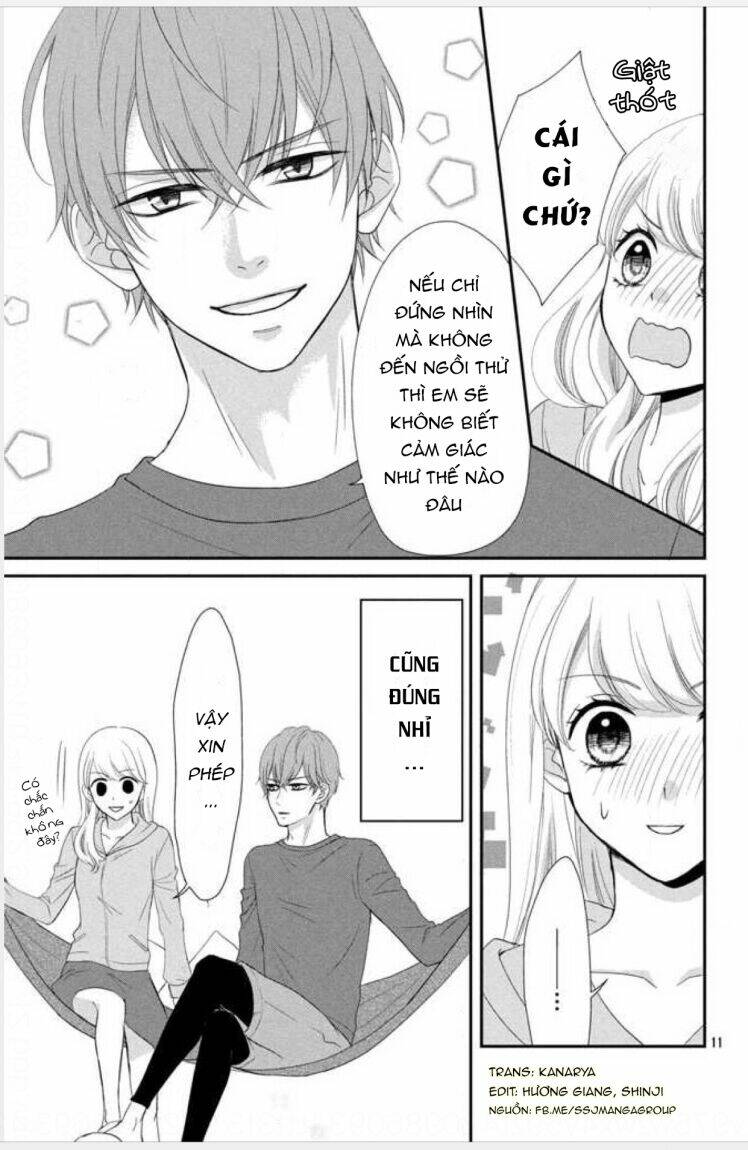 Giật
thót
CÁI
GÌ
CHỨ?
NẾU CHỈ
ĐỨNG NHÌN
MÀ KHÔNG
ĐẾN NGỒI THỬ
THÌ EM SẼ
KHÔNG BIẾT
CẢM GIÁC
NHƯ THẾ NÀO
ĐÂU
......
CŨNG
ĐÚNG
NHỈ
...
VẬY
XIN
PHÉP
...
Có
chắc
chắn
không
đây?
11
TRANS: KANARYA
EDIT: HƯƠNG GIANG, SHINJI
NGUỒN: FB.ME/SSJMANGAGROUP